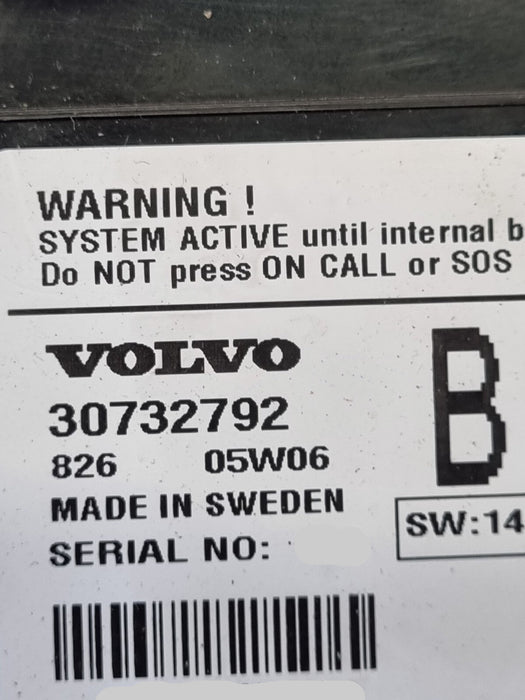 WARNING !
SYSTEM ACTIVE until internal b
Do NOT press ON CALL or SOS
VOLVO
B
30732792
826 05W06
MADE IN SWEDEN
SW:14
SERIAL NO: